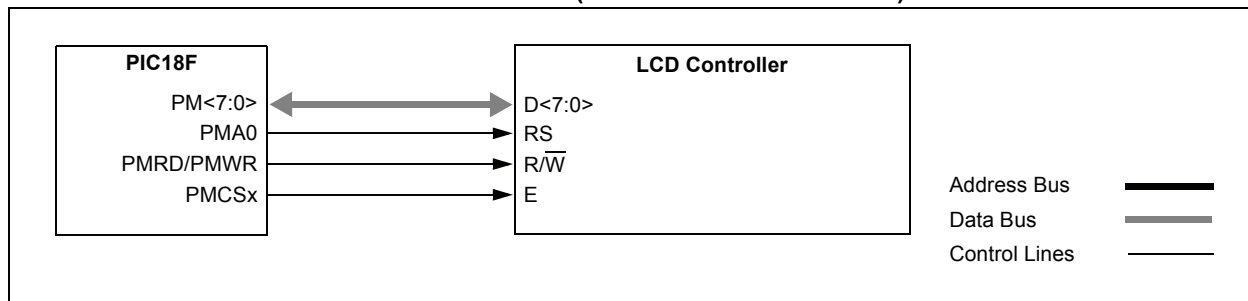 PIC18F
PM<7:0>
PMA0
PMRD/PMWR
PMCSx
LCD Controller
D<7:0>
RS
R/W̅
E
Address Bus
Data Bus
Control Lines